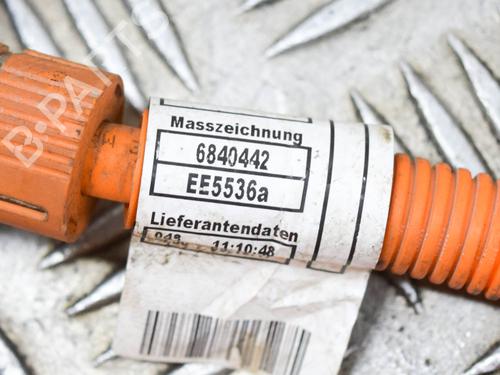 Masszeichnung
6840442
EE5536a
Lieferantendaten
11:10:48
B-PARTS